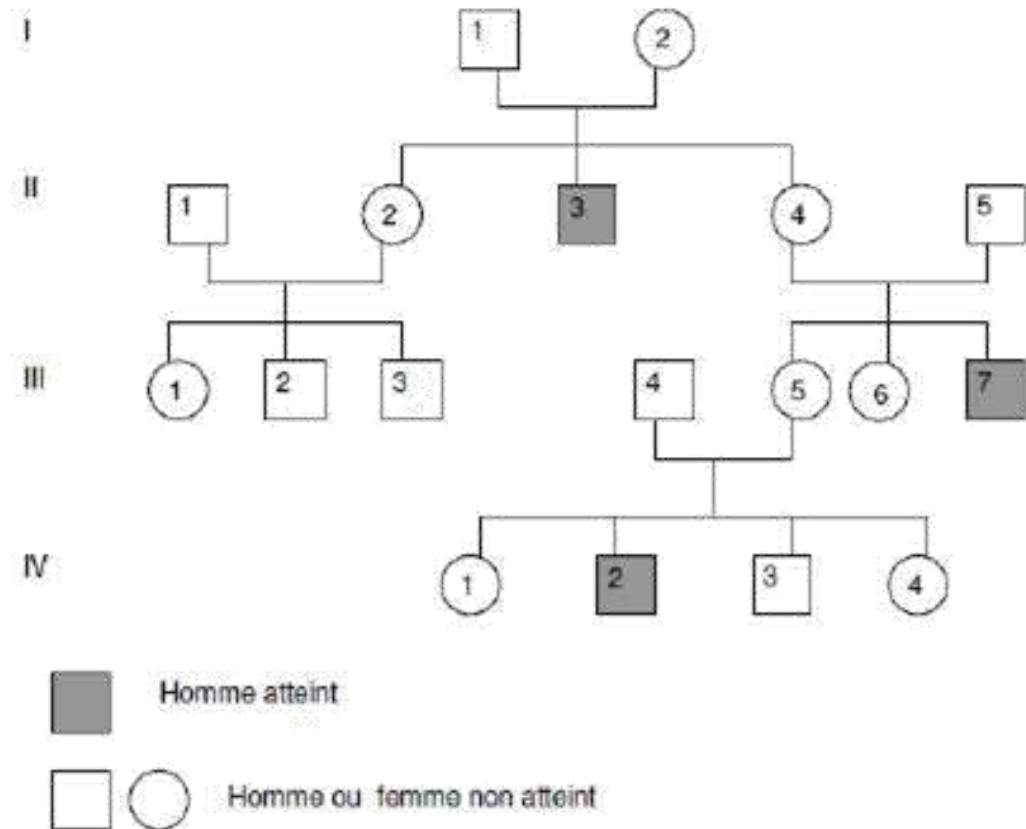 I
1 2
II
1 2 3 4 5
III
1 2 3 4 5 6 7
IV
1 2 3 4
Homme atteint
Homme ou femme non atteint